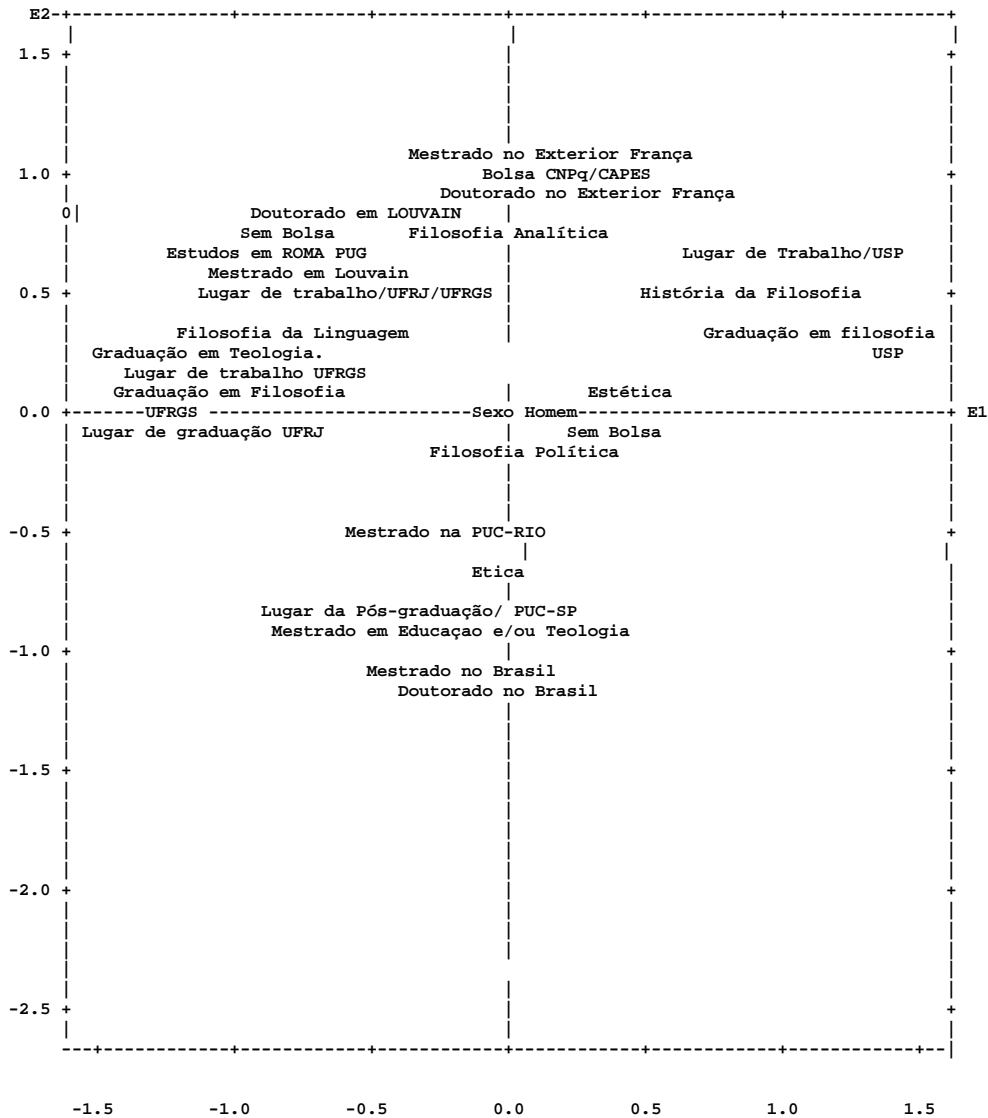 E2
1.5
Mestrado no Exterior França
1.0
Bolsa CNPq/CAPES
Doutorado no Exterior França
0
Doutorado em LOUVAIN
Sem Bolsa Filosofia Analítica
Estudos em ROMA PUG Lugar de Trabalho/USP
Mestrado em Louvain
0.5 Lugar de trabalho/UFRJ/UFRGS História da Filosofia
Filosofia da Linguagem Graduação em filosofia
Graduação em Teologia. USP
Lugar de trabalho UFRGS
Graduação em Filosofia Estética
0.0 UFRGS Sexo Homem E1
Lugar de graduação UFRJ Sem Bolsa
Filosofia Política
-0.5 Mestrado na PUC-RIO
Etica
Lugar da Pós-graduação/ PUC-SP
Mestrado em Educaçao e/ou Teologia
-1.0
Mestrado no Brasil
Doutorado no Brasil
-1.5
-2.0
-2.5
-1.5 -1.0 -0.5 0.0 0.5 1.0 1.5